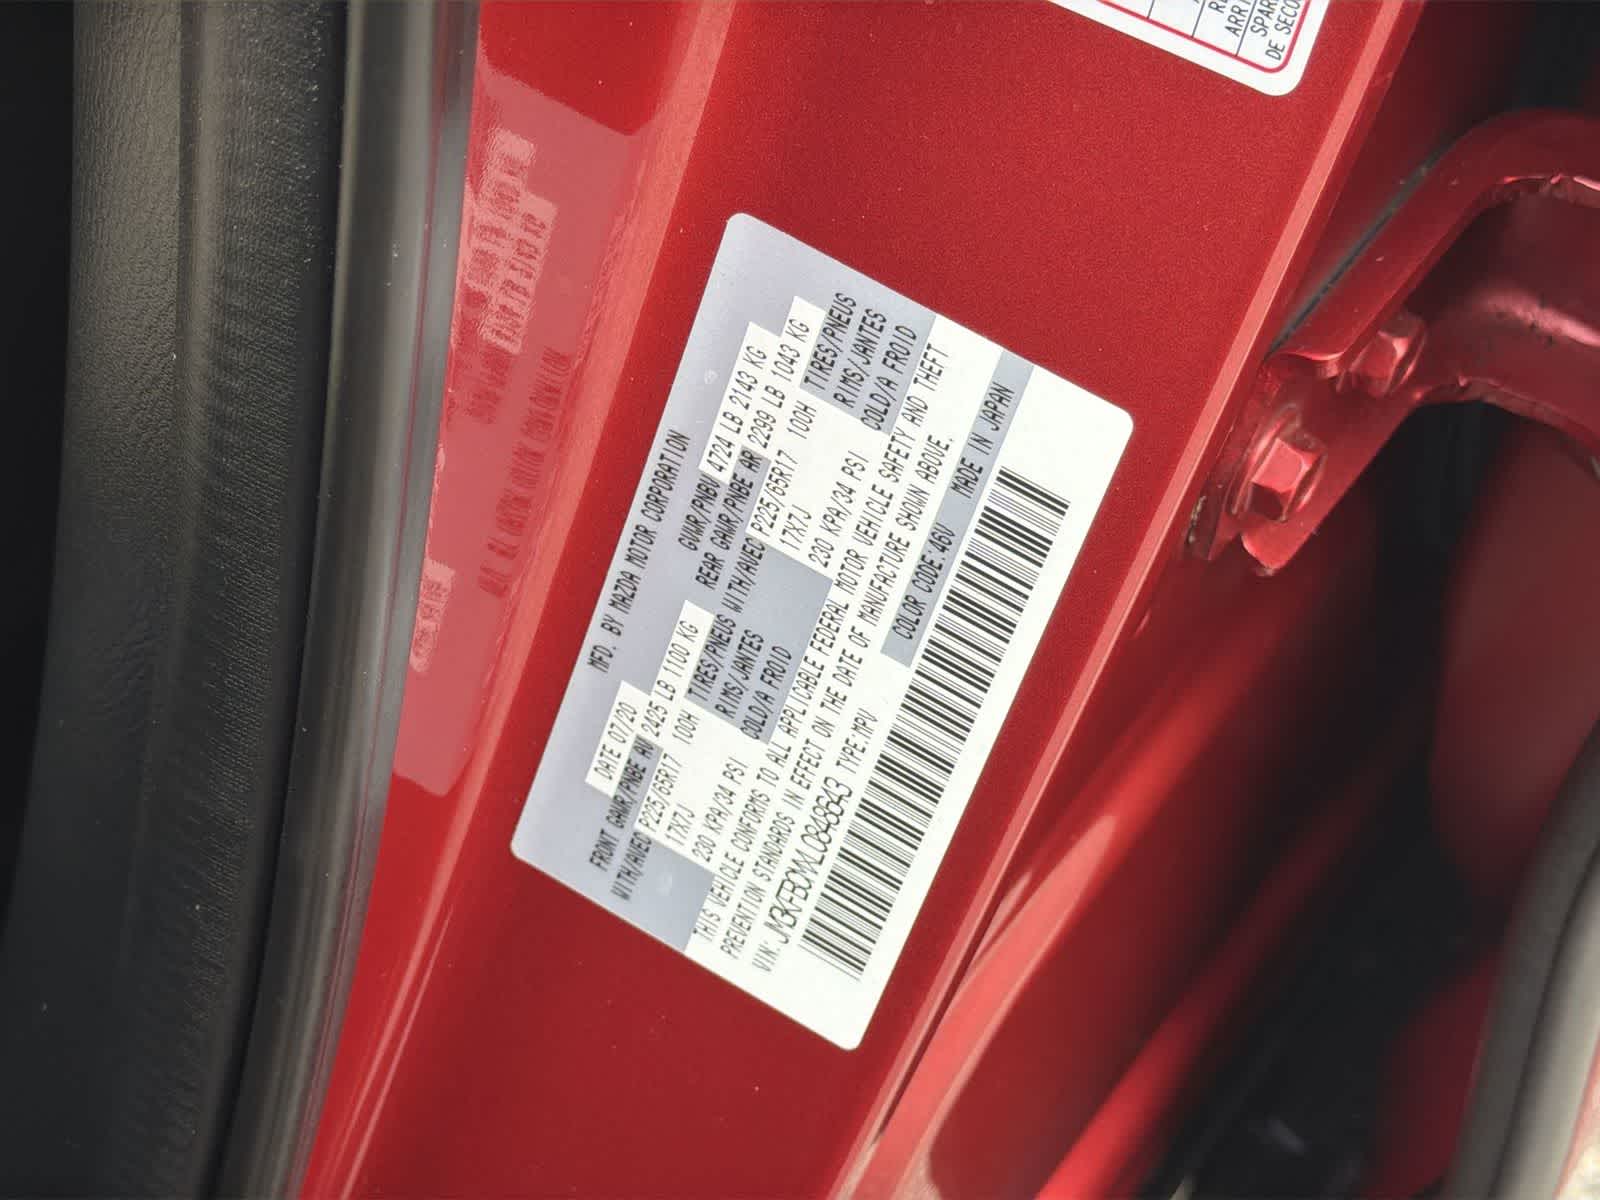 MFD. BY MAZDA MOTOR CORPORATION
DATE 07/20 GVWR/PNBV 4724 LB 2143 KG
FRONT GAWR/PNBE AV 2425 LB 1100 KG REAR GAWR/PNBE AR 2299 LB 1043 KG
WITH/AVEC P225/65R17 100H TIRES/PNEUS WITH/AVEC P225/65R17 100H TIRES/PNEUS
17X7J RIMS/JANTES 17X7J RIMS/JANTES
230 KPA/34 PSI COLD/A FROID 230 KPA/34 PSI COLD/A FROID
THIS VEHICLE CONFORMS TO ALL APPLICABLE FEDERAL MOTOR VEHICLE SAFETY AND THEFT
PREVENTION STANDARDS IN EFFECT ON THE DATE OF MANUFACTURE SHOWN ABOVE.
VIN: JM3KFBCMXL0848643 TYPE:MPV COLOR CODE:46V MADE IN JAPAN
SPAR
DE SECO